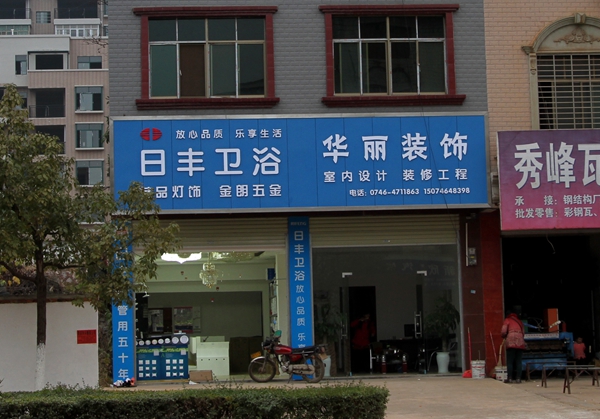 放心品质 乐享生活
日丰卫浴
品灯饰 金朗五金
华丽装饰
室内设计 装修工程
电话:0746-4711863 15074648398
秀峰瓦
承 接:钢结构厂
批发零售:彩钢瓦、
日丰卫浴
放心品质 乐
管用五十年